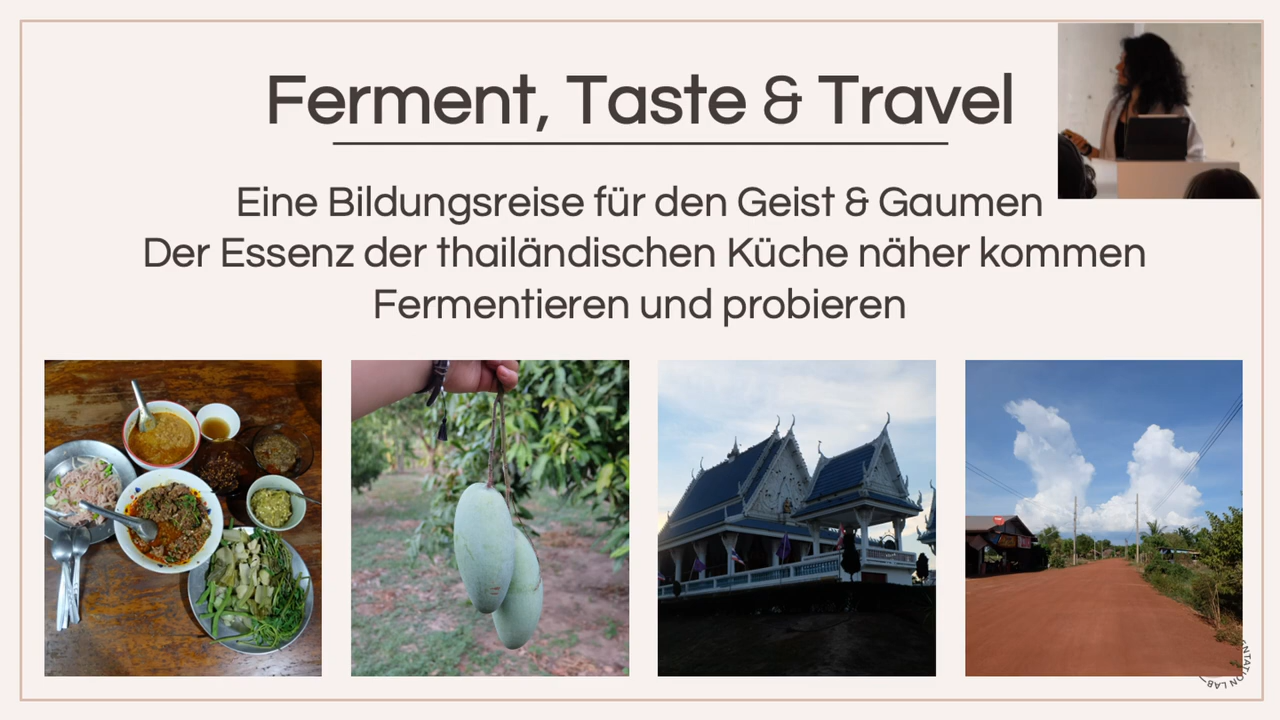 Ferment, Taste & Travel
Eine Bildungsreise für den Geist & Gaumen
Der Essenz der thailändischen Küche näher kommen
Fermentieren und probieren